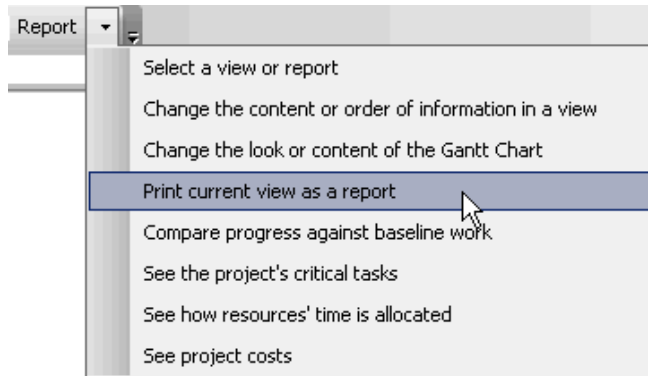 Report
Select a view or report
Change the content or order of information in a view
Change the look or content of the Gantt Chart
Print current view as a report
Compare progress against baseline work
See the project's critical tasks
See how resources' time is allocated
See project costs